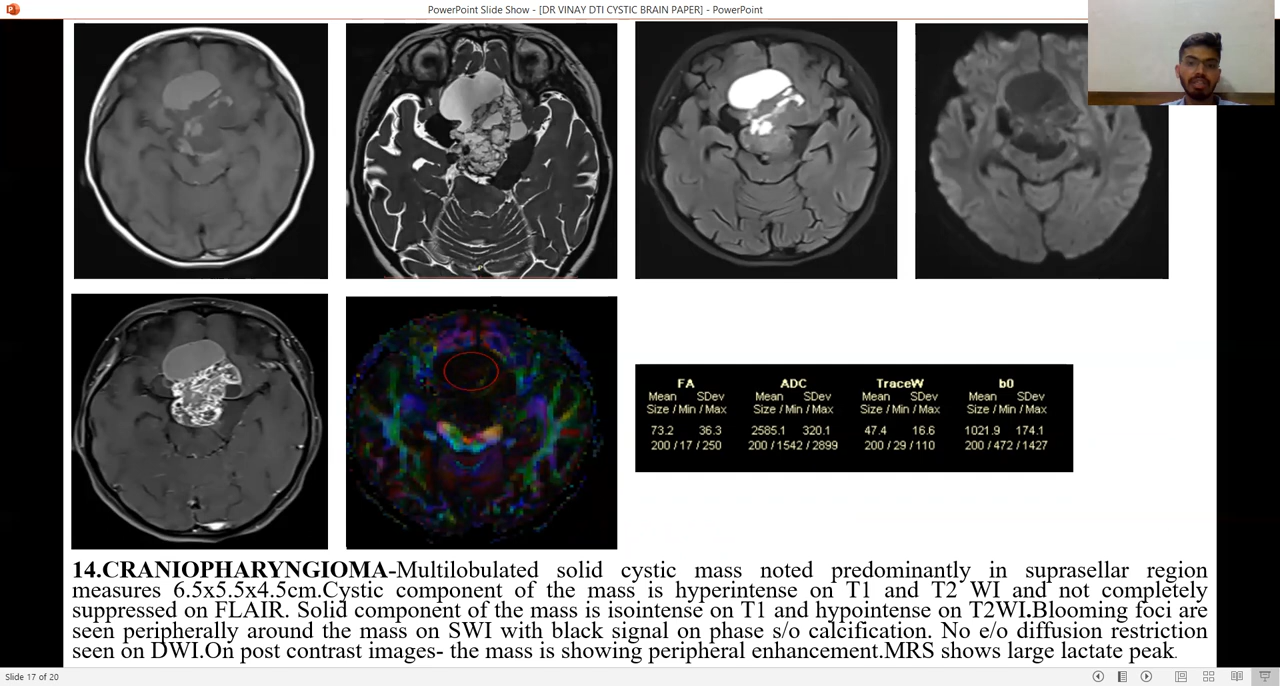 PowerPoint Slide Show - [DR VINAY DTI CYSTIC BRAIN PAPER] - PowerPoint
FA ADC TraceW b0
Mean SDev Mean SDev Mean SDev Mean SDev
Size / Min / Max Size / Min / Max Size / Min / Max Size / Min / Max
73.2 36.3 2585.1 320.1 47.4 16.6 1021.9 174.1
200 / 17 / 250 200 / 1542 / 2899 200 / 29 / 110 200 / 472 / 1427
14.CRANIOPHARYNGIOMA-Multilobulated solid cystic mass noted predominantly in suprasellar region
measures 6.5x5.5x4.5cm.Cystic component of the mass is hyperintense on T1 and T2 WI and not completely
suppressed on FLAIR. Solid component of the mass is isointense on T1 and hypointense on T2WI.Blooming foci are
seen peripherally around the mass on SWI with black signal on phase s/o calcification. No e/o diffusion restriction
seen on DWI.On post contrast images- the mass is showing peripheral enhancement.MRS shows large lactate peak.
Slide 17 of 20